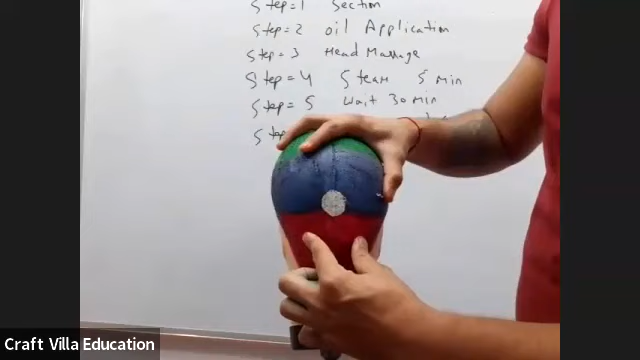 Step=1 Section
Step=2 oil Application
Step=3 Head Massage
Step=4 Steam 5 min
Step=5 Wait 30 min
Step
Craft Villa Education